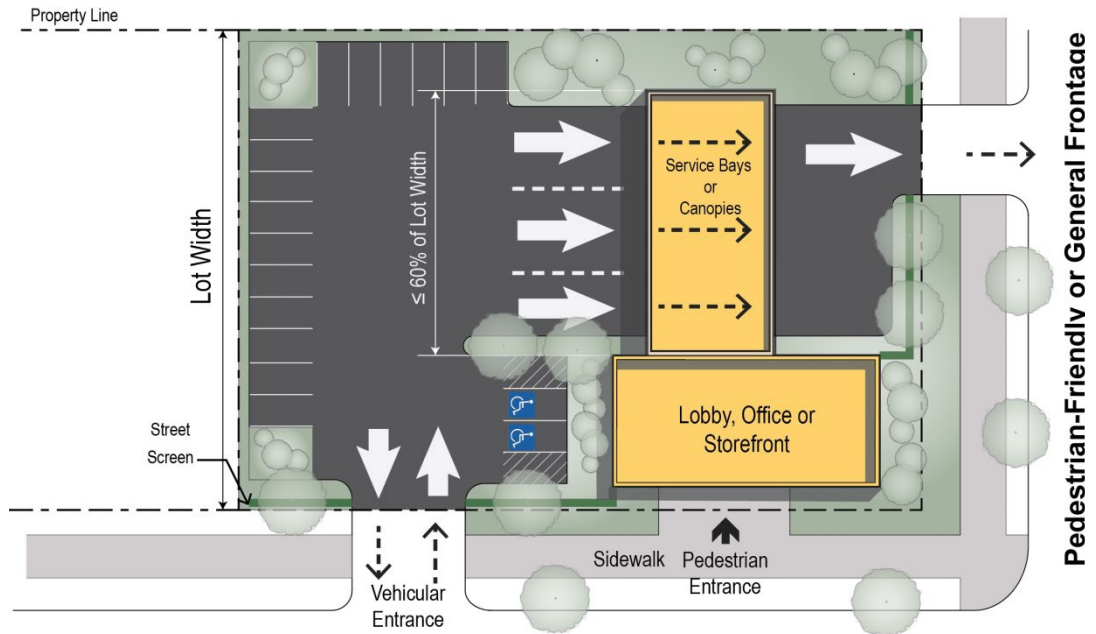 Property Line
Lot Width
≤ 60% of Lot Width
Service Bays
or
Canopies
Lobby, Office or
Storefront
Street
Screen
Sidewalk
Pedestrian
Entrance
Vehicular
Entrance
Pedestrian-Friendly or General Frontage